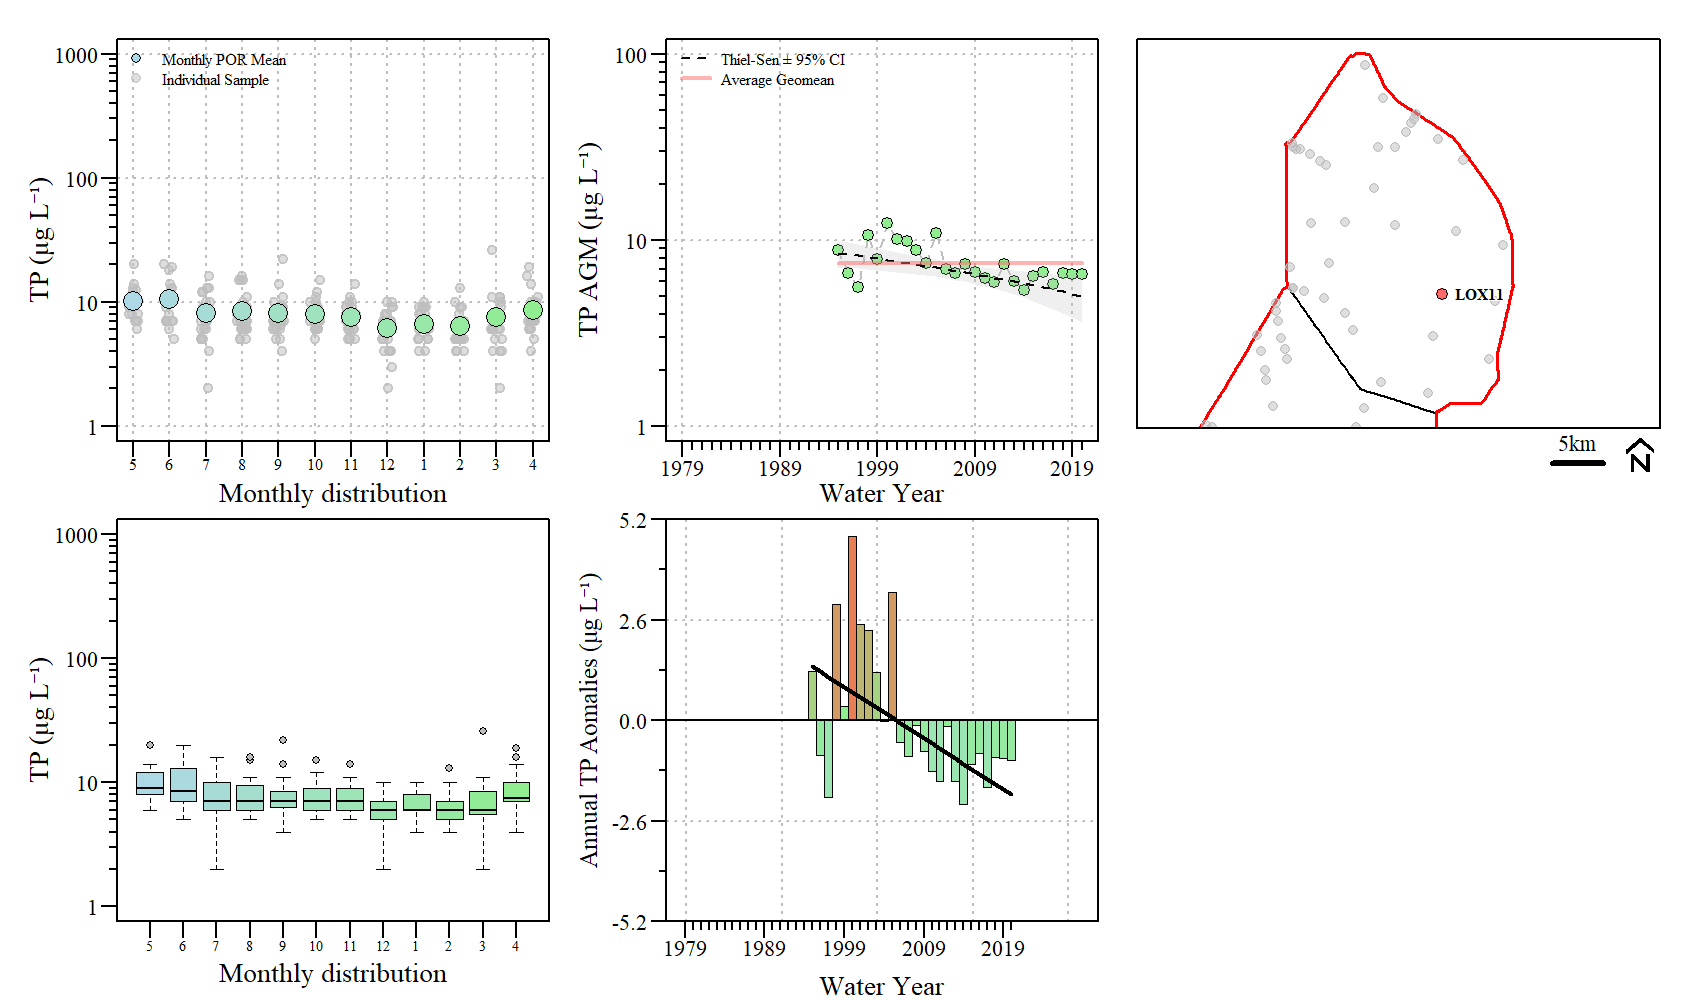 1000
100
10
1
TP (µg L⁻¹)
Monthly POR Mean
Individual Sample
5 6 7 8 9 10 11 12 1 2 3 4
Monthly distribution
100
10
1
TP AGM (µg L⁻¹)
Thiel-Sen ± 95% CI
Average Geomean
1979 1989 1999 2009 2019
Water Year
LOX11
5km
N
1000
100
10
1
TP (µg L⁻¹)
5 6 7 8 9 10 11 12 1 2 3 4
Monthly distribution
5.2
2.6
0.0
-2.6
-5.2
Annual TP Aomalies (µg L⁻¹)
1979 1989 1999 2009 2019
Water Year